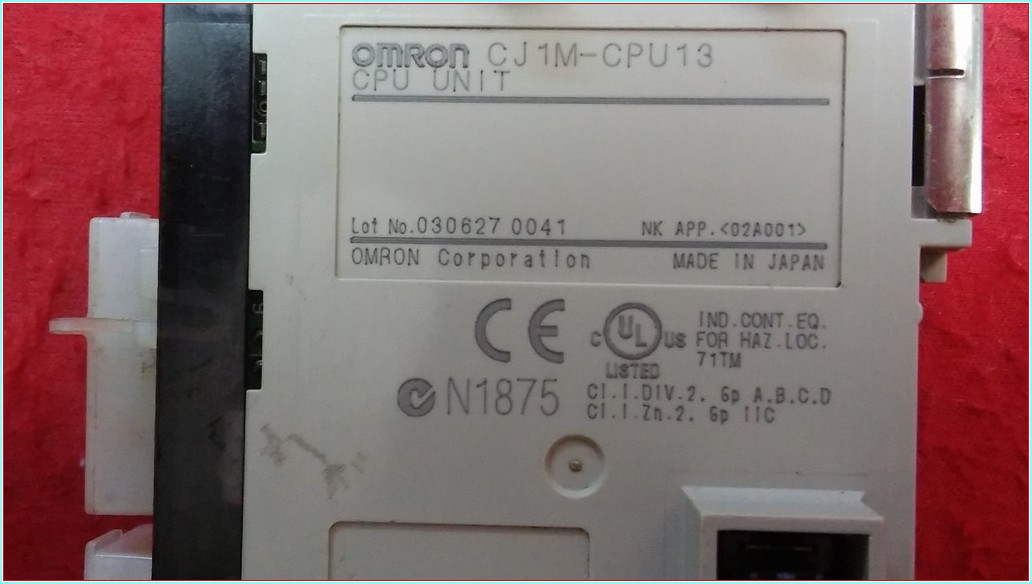 OMRON CJ1M-CPU13
CPU UNIT
Lot No.030627 0041 NK APP.<02A001>
OMRON Corporation MADE IN JAPAN
CE
C UL US
LISTED
IND.CONT.EQ.
FOR HAZ.LOC.
71TM
N1875
Cl.I.DIV.2. Gp A.B.C.D
Cl.I.Zn.2. Gp IIC